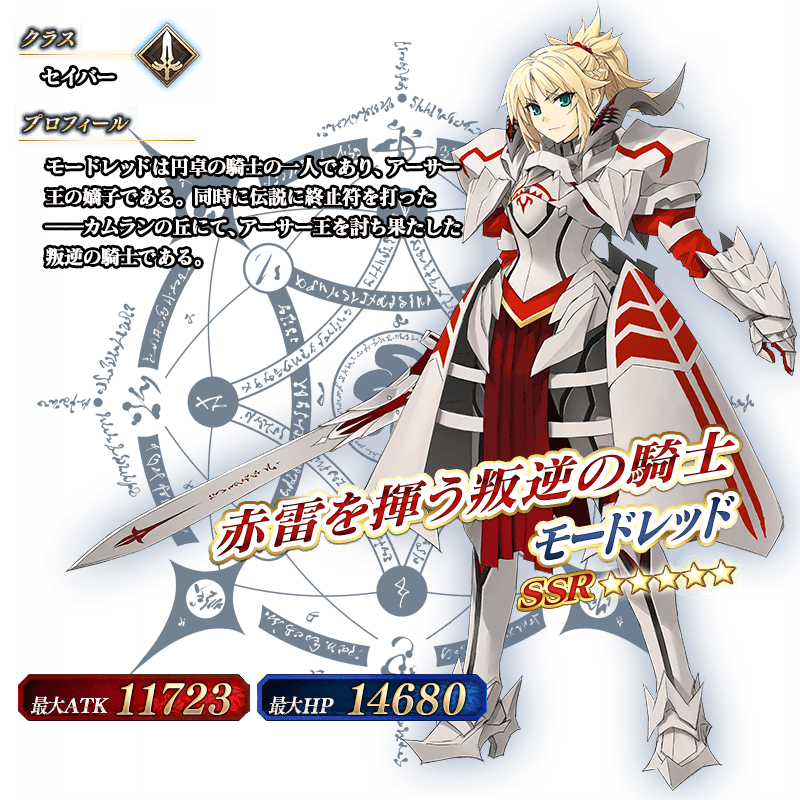 クラス
セイバー
プロフィール
モードレッドは円卓の騎士の一人であり、アーサー
王の嫡子である。同時に伝説に終止符を打った
――カムランの丘にて、アーサー王を討ち果たした
叛逆の騎士である。
赤雷を揮う叛逆の騎士
モードレッド
SSR ★★★★★
最大ATK 11723
最大HP 14680